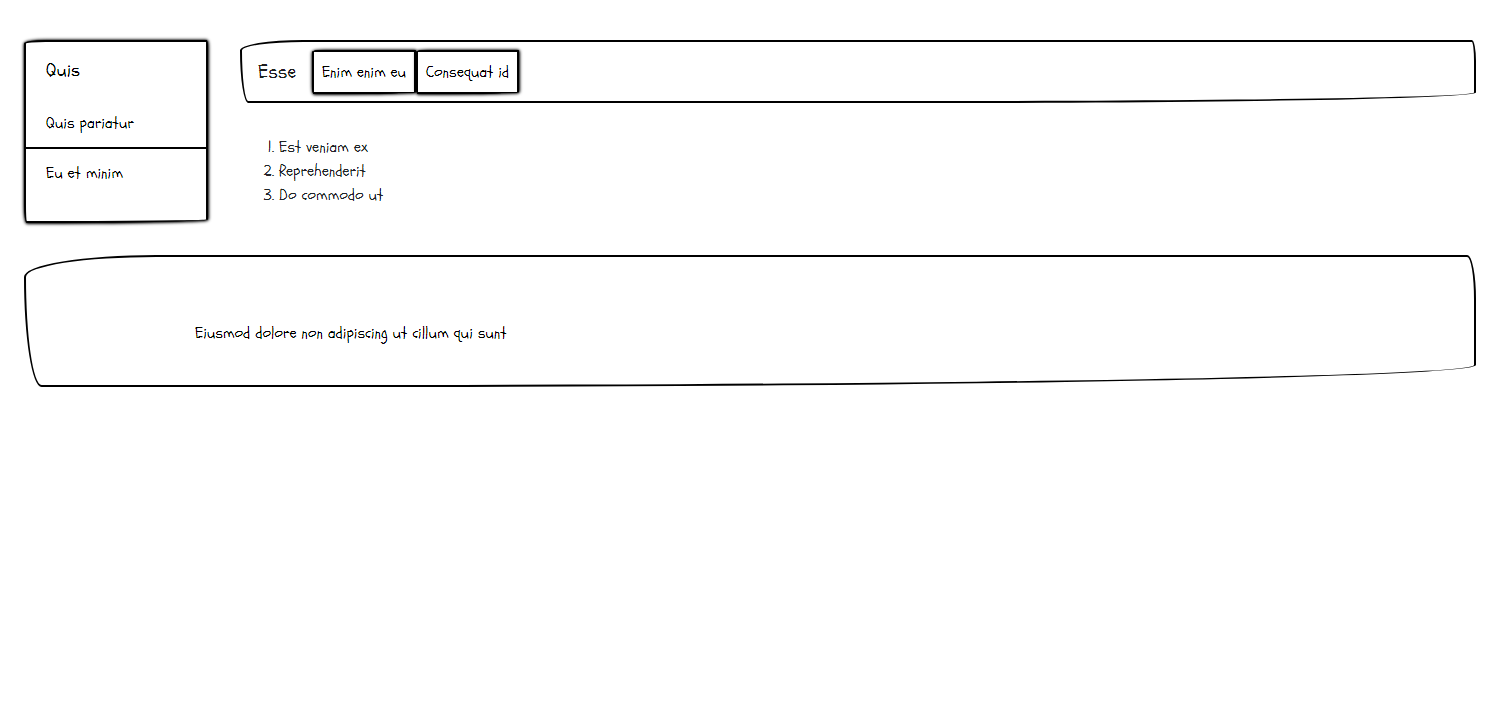 Quis
Quis pariatur
Eu et minim
Esse Enim enim eu Consequat id
1. Est veniam ex
2. Reprehenderit
3. Do commodo ut
Eiusmod dolore non adipiscing ut cillum qui sunt